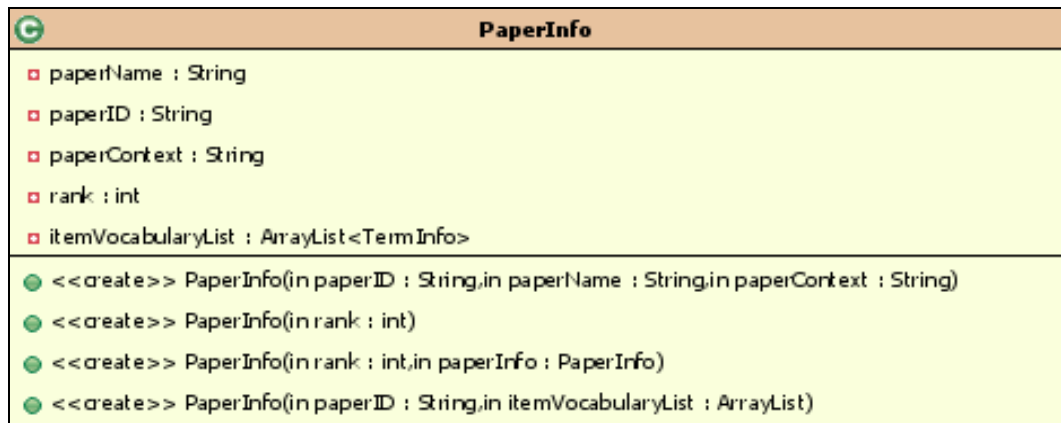 C
PaperInfo
paperName : String
paperID : String
paperContext : String
rank : int
itemVocabularyList : ArrayList<TermInfo>
<<create>> PaperInfo(in paperID : String,in paperName : String,in paperContext : String)
<<create>> PaperInfo(in rank : int)
<<create>> PaperInfo(in rank : int,in paperInfo : PaperInfo)
<<create>> PaperInfo(in paperID : String,in itemVocabularyList : ArrayList)